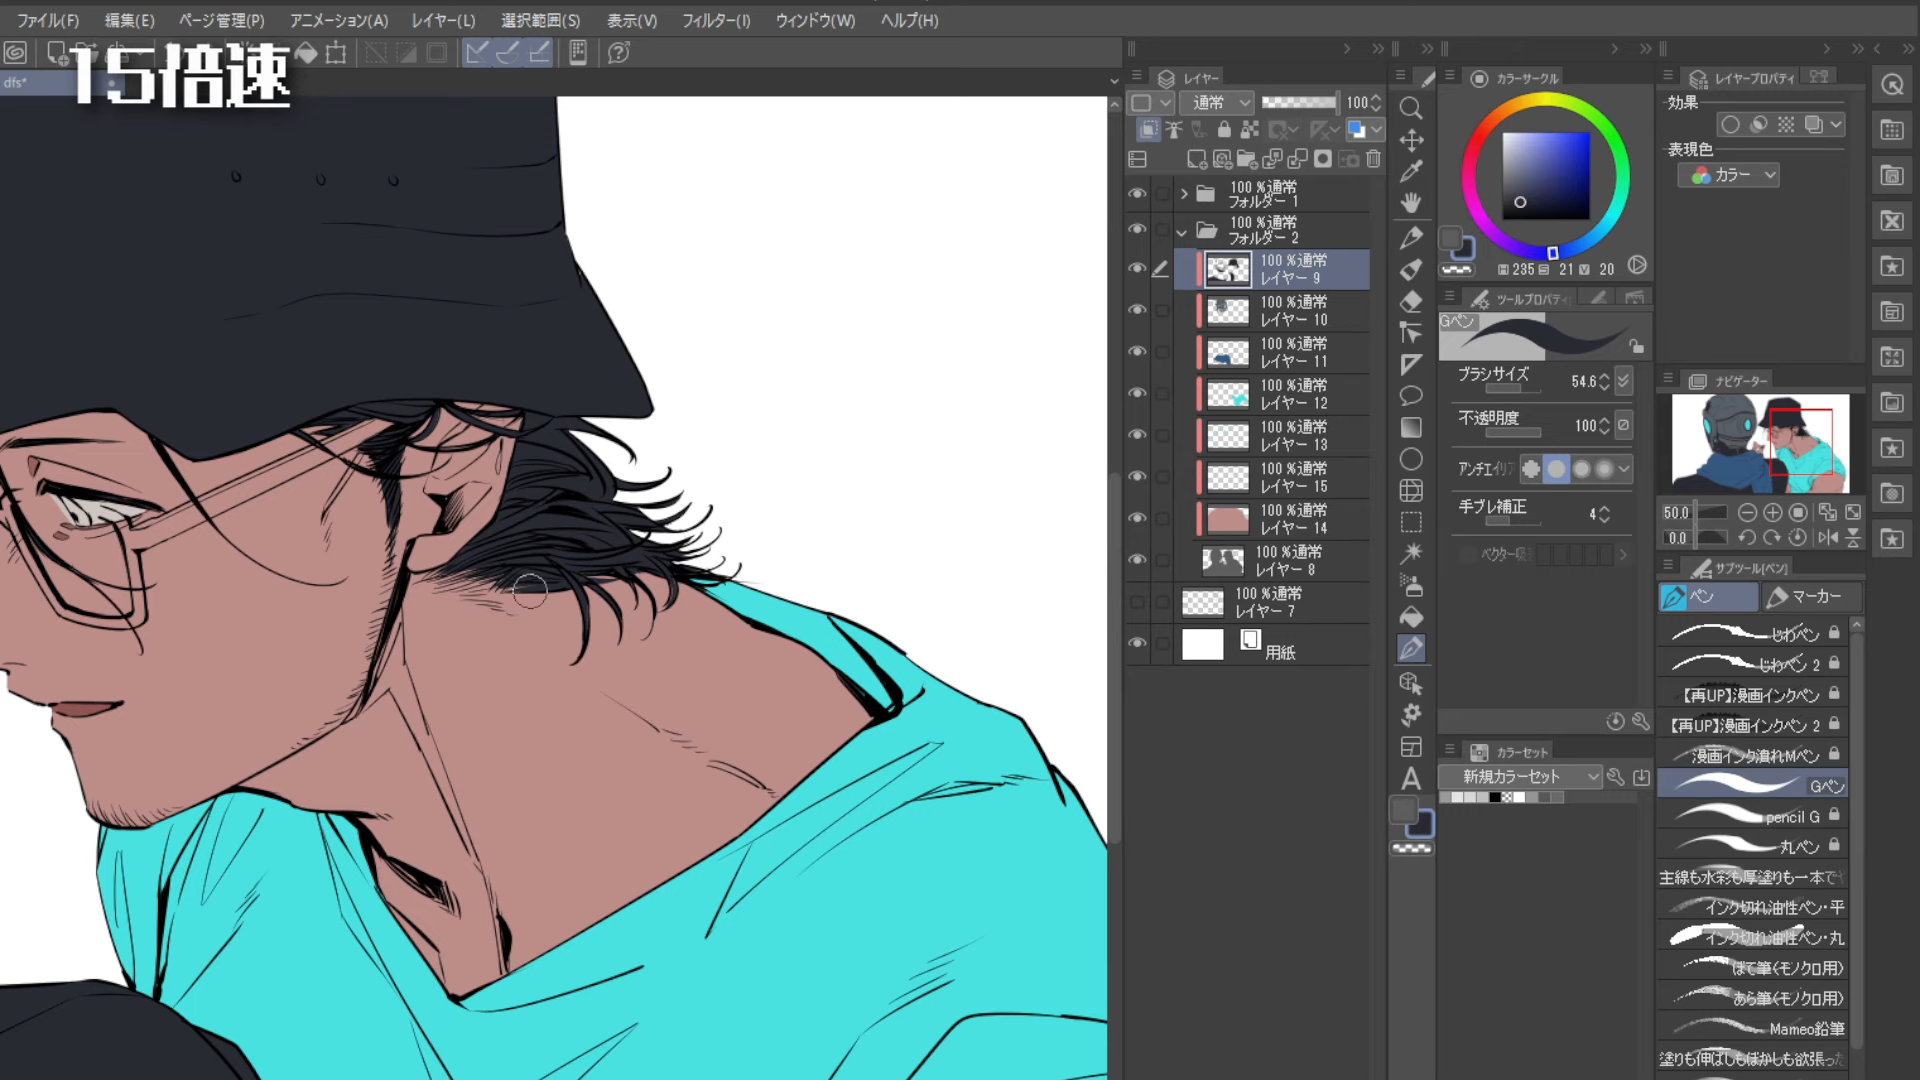 ファイル(F) 編集(E) ページ管理(P) アニメーション(A) レイヤー(L) 選択範囲(S) 表示(V) フィルター(I) ウィンドウ(W) ヘルプ(H)
15倍速
dfs*
レイヤー
通常 100
100 %通常
フォルダー 1
100 %通常
フォルダー 2
100 %通常
レイヤー 9
100 %通常
レイヤー 10
100 %通常
レイヤー 11
100 %通常
レイヤー 12
100 %通常
レイヤー 13
100 %通常
レイヤー 15
100 %通常
レイヤー 14
100 %通常
レイヤー 8
100 %通常
レイヤー 7
用紙
カラーサークル
H 235 S 21 V 20
ツールプロパティ
Gペン
ブラシサイズ 54.6
不透明度 100
アンチエイリア
手ブレ補正 4
ベクター吸
カラーセット
新規カラーセット
レイヤープロパティ
効果
表現色
カラー
ナビゲーター
50.0
0.0
サブツール[ペン]
ペン マーカー
じわペン
じわペン 2
【再UP】漫画インクペン
【再UP】漫画インクペン 2
漫画インク潰れMペン
Gペン
pencil G
丸ペン
主線も水彩も厚塗りも一本で
インク切れ油性ペン・平
インク切れ油性ペン・丸
ぼて筆(モノクロ用)
あら筆(モノクロ用)
Mameo鉛筆
塗りも伸ばしもぼかしも欲張っ